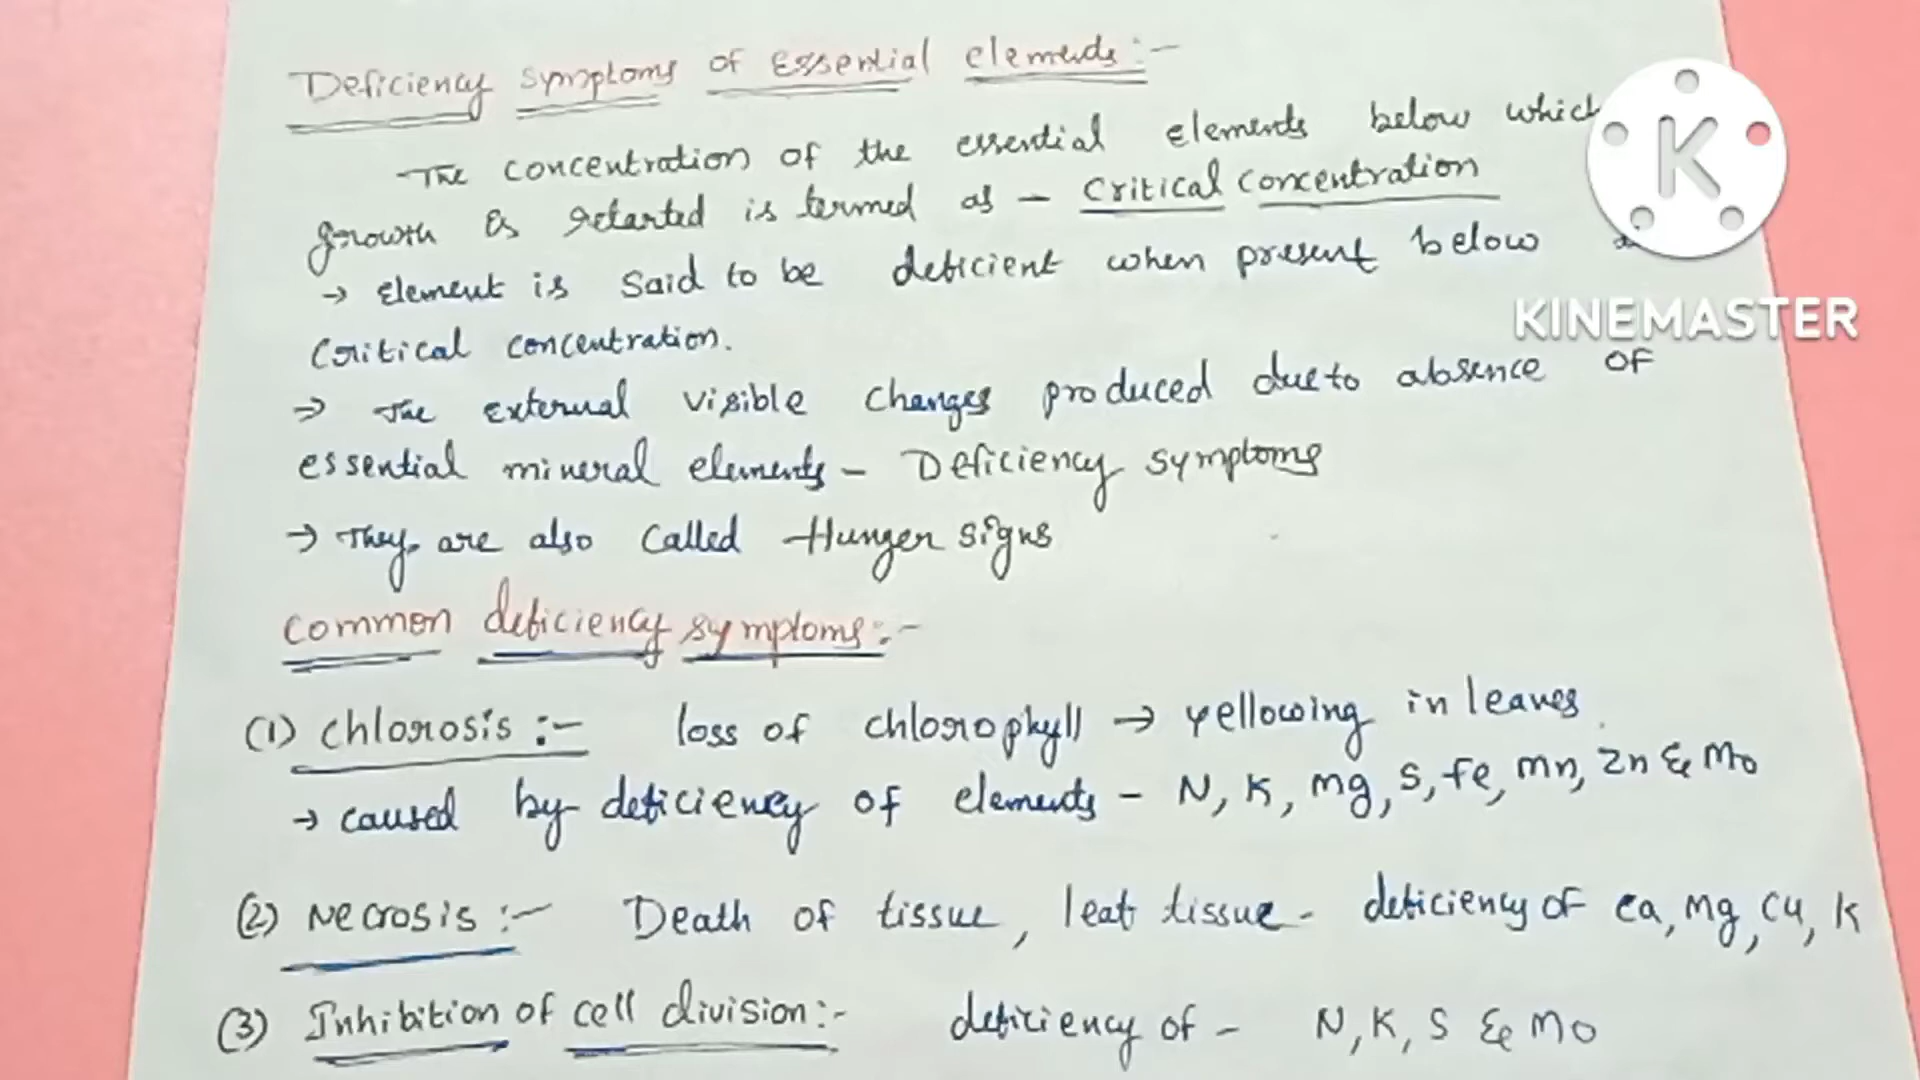 Deficiency symptoms of Essential elements:-
The concentration of the essential elements below which
growth is retarted is termed as - Critical Concentration
→ Element is said to be deficient when present below
Critical concentration.
→ The external visible changes produced due to absence of
essential mineral elements - Deficiency symptoms
→ They are also called Hunger signs
Common deficiency symptoms:-
(1) Chlorosis:- loss of chlorophyll → yellowing in leaves.
→ caused by deficiency of elements - N, K, Mg, S, Fe, Mn, Zn & Mo
(2) Necrosis:- Death of tissue, leaf tissue - deficiency of Ca, Mg, Cu, K
(3) Inhibition of cell division:- deficiency of - N, K, S & Mo
K
KINEMASTER